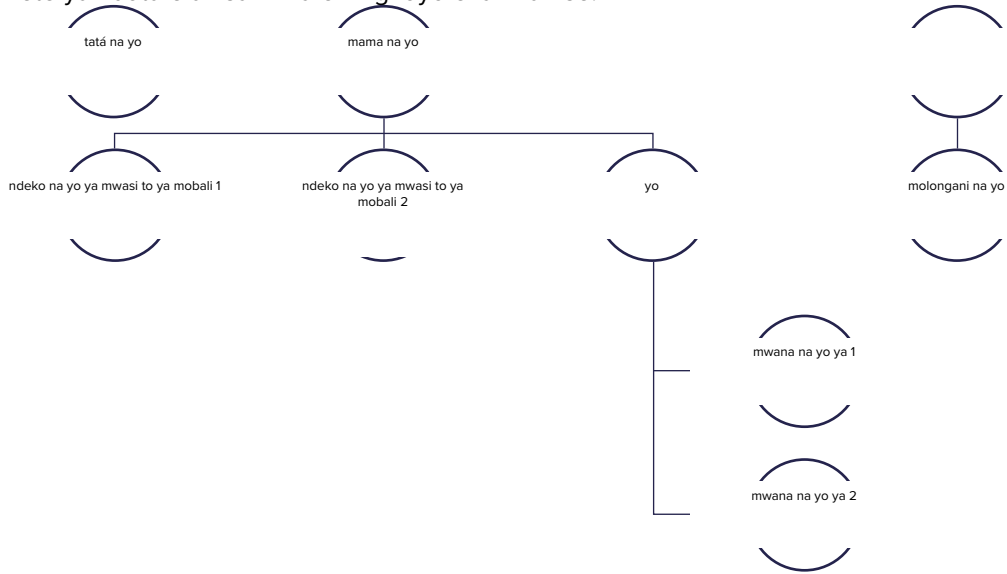 tatá na yo
mama na yo
ndeko na yo ya mwasi to ya mobali 1
ndeko na yo ya mwasi to ya
mobali 2
yo
molongani na yo
mwana na yo ya 1
mwana na yo ya 2